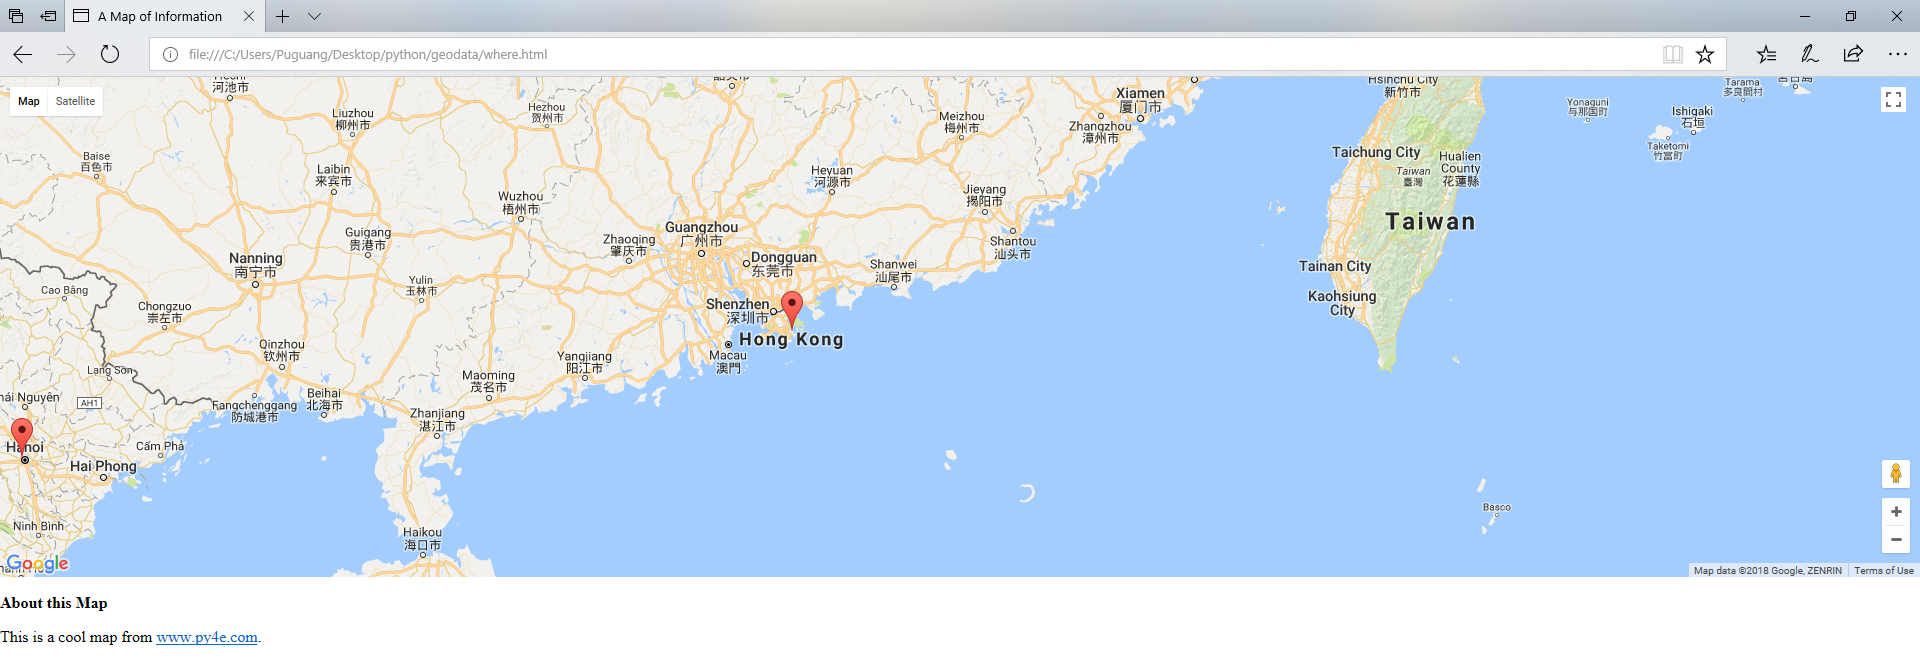 A Map of Information
file:///C:/Users/Puguang/Desktop/python/geodata/where.html
Map
Satellite
河池市
Liuzhou
柳州市
Hezhou
贺州市
Meizhou
梅州市
Xiamen
厦门市
Zhangzhou
漳州市
Hsinchu City
新竹市
Yonaguni
与那国町
Ishigaki
石垣
Taketomi
竹富町
Tarama
多良間村
Baise
百色市
Laibin
来宾市
Heyuan
河源市
Taichung City
Taiwan
臺灣
Hualien
County
花蓮縣
Wuzhou
梧州市
Jieyang
揭阳市
Guigang
贵港市
Zhaoqing
肇庆市
Guangzhou
广州市
Shantou
汕头市
Taiwan
Nanning
南宁市
Yulin
玉林市
Dongguan
东莞市
Shanwei
汕尾市
Tainan City
Cao Bằng
Chongzuo
崇左市
Shenzhen
深圳市
Kaohsiung
City
Hong Kong
Qinzhou
钦州市
Yangjiang
阳江市
Macau
澳門
Lạng Sơn
Maoming
茂名市
AH1
Fangchenggang
防城港市
Beihai
北海市
Zhanjiang
湛江市
Hanoi
Cẩm Phả
Hai Phong
Ninh Bình
Haikou
海口市
Basco
Google
Map data ©2018 Google, ZENRIN
Terms of Use
About this Map
This is a cool map from www.py4e.com.